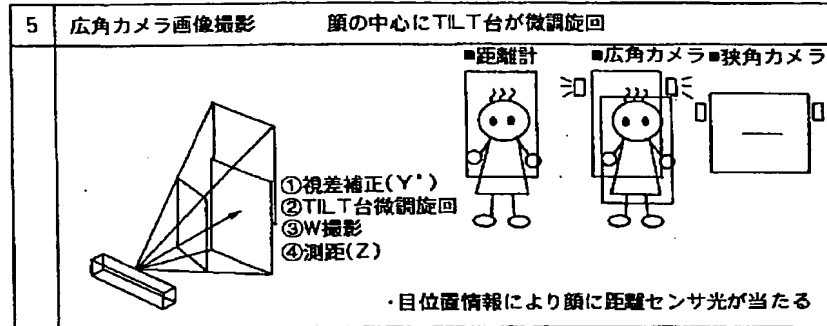 5 広角カメラ画像撮影 顔の中心にTILT台が微調旋回
■距離計 ■広角カメラ ■狭角カメラ
①視差補正(Y°)
②TILT台微調旋回
③W撮影
④測距(Z)
・目位置情報により顔に距離センサ光が当たる